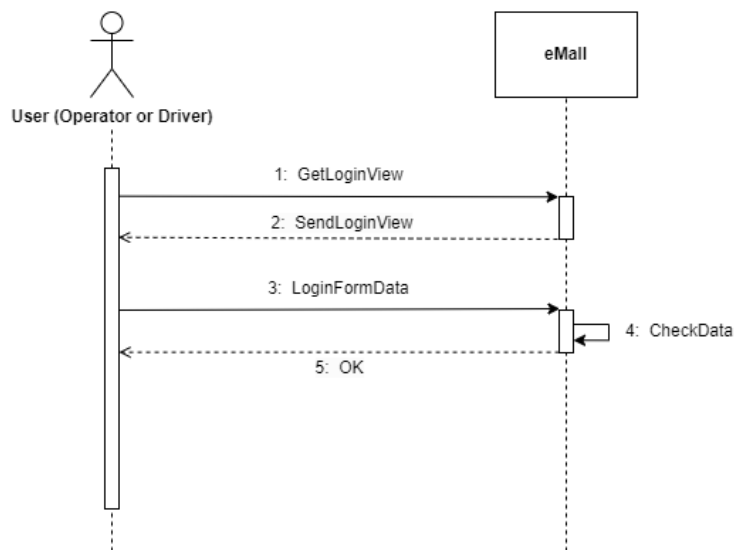 eMall
User (Operator or Driver)
1: GetLoginView
2: SendLoginView
3: LoginFormData
4: CheckData
5: OK